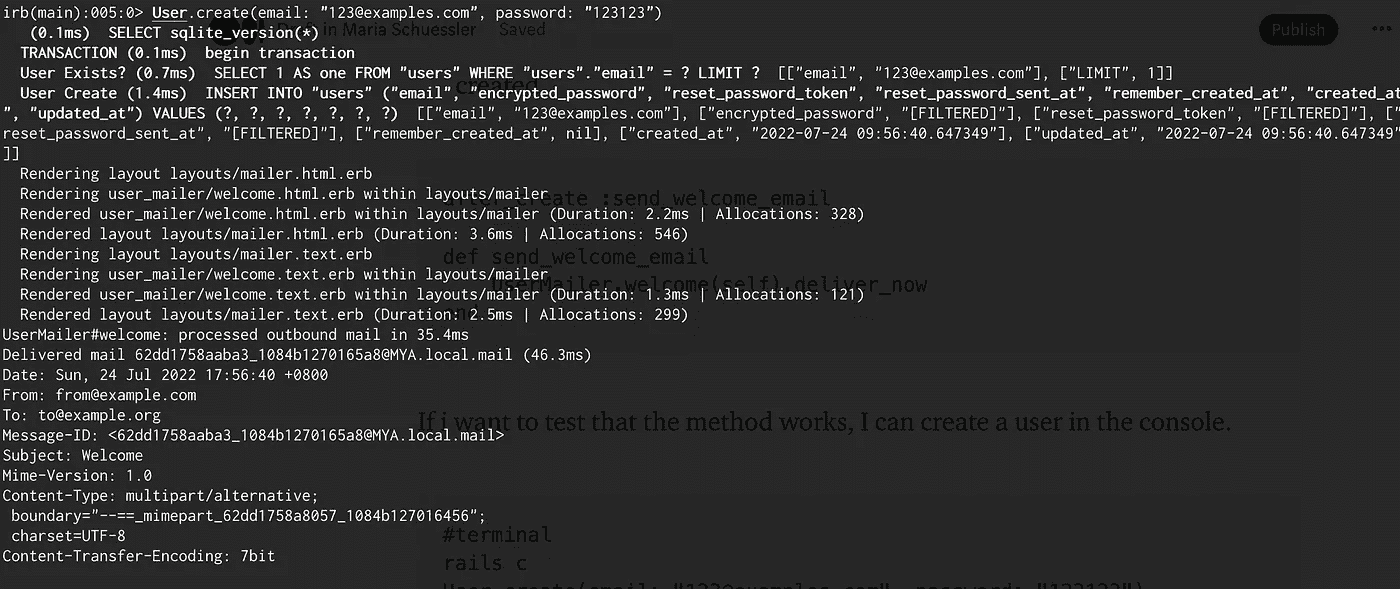 irb(main):005:0> User.create(email: "123@examples.com", password: "123123")
(0.1ms)  SELECT sqlite_version(*)
in Maria Schuessler Saved Publish
TRANSACTION (0.1ms)  begin transaction
User Exists? (0.7ms)  SELECT 1 AS one FROM "users" WHERE "users"."email" = ? LIMIT ?  [["email", "123@examples.com"], ["LIMIT", 1]]
created
User Create (1.4ms)  INSERT INTO "users" ("email", "encrypted_password", "reset_password_token", "reset_password_sent_at", "remember_created_at", "created_at
", "updated_at") VALUES (?, ?, ?, ?, ?, ?, ?)  [["email", "123@examples.com"], ["encrypted_password", "[FILTERED]"], ["reset_password_token", "[FILTERED]"], ["
reset_password_sent_at", "[FILTERED]"], ["remember_created_at", nil], ["created_at", "2022-07-24 09:56:40.647349"], ["updated_at", "2022-07-24 09:56:40.647349"
]]
Rendering layout layouts/mailer.html.erb
Rendering user_mailer/welcome.html.erb within layouts/mailer
after_create :send_welcome_email
Rendered user_mailer/welcome.html.erb within layouts/mailer (Duration: 2.2ms | Allocations: 328)
Rendered layout layouts/mailer.html.erb (Duration: 3.6ms | Allocations: 546)
Rendering layout layouts/mailer.text.erb
def send_welcome_email
Rendering user_mailer/welcome.text.erb within layouts/mailer
UserMailer.welcome(self).deliver_now
Rendered user_mailer/welcome.text.erb within layouts/mailer (Duration: 1.3ms | Allocations: 121)
Rendered layout layouts/mailer.text.erb (Duration: 2.5ms | Allocations: 299)
UserMailer#welcome: processed outbound mail in 35.4ms
Delivered mail 62dd1758aaba3_1084b1270165a8@MYA.local.mail (46.3ms)
Date: Sun, 24 Jul 2022 17:56:40 +0800
From: from@example.com
To: to@example.org
If i want to test that the method works, I can create a user in the console.
Message-ID: <62dd1758aaba3_1084b1270165a8@MYA.local.mail>
Subject: Welcome
Mime-Version: 1.0
Content-Type: multipart/alternative;
boundary="--==_mimepart_62dd1758a8057_1084b127016456";
charset=UTF-8
#terminal
Content-Transfer-Encoding: 7bit
rails c
User.create(email: "123@examples.com", password: "123123")